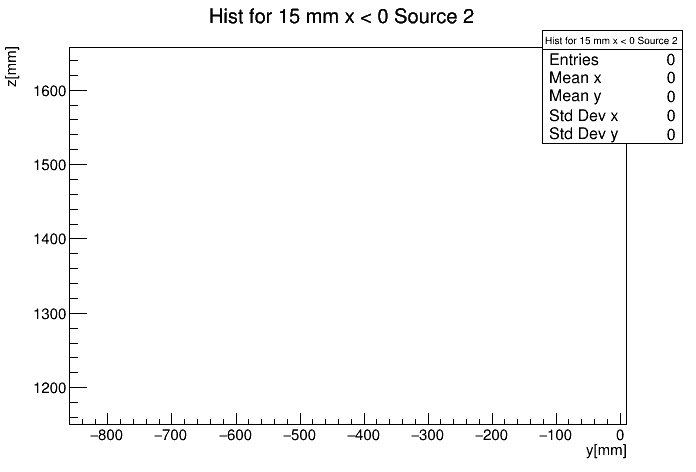 Hist for 15 mm x < 0 Source 2
z[mm]
Hist for 15 mm x < 0 Source 2
Entries 0
Mean x 0
Mean y 0
Std Dev x 0
Std Dev y 0
1600
1500
1400
1300
1200
−800 −700 −600 −500 −400 −300 −200 −100 0
y[mm]